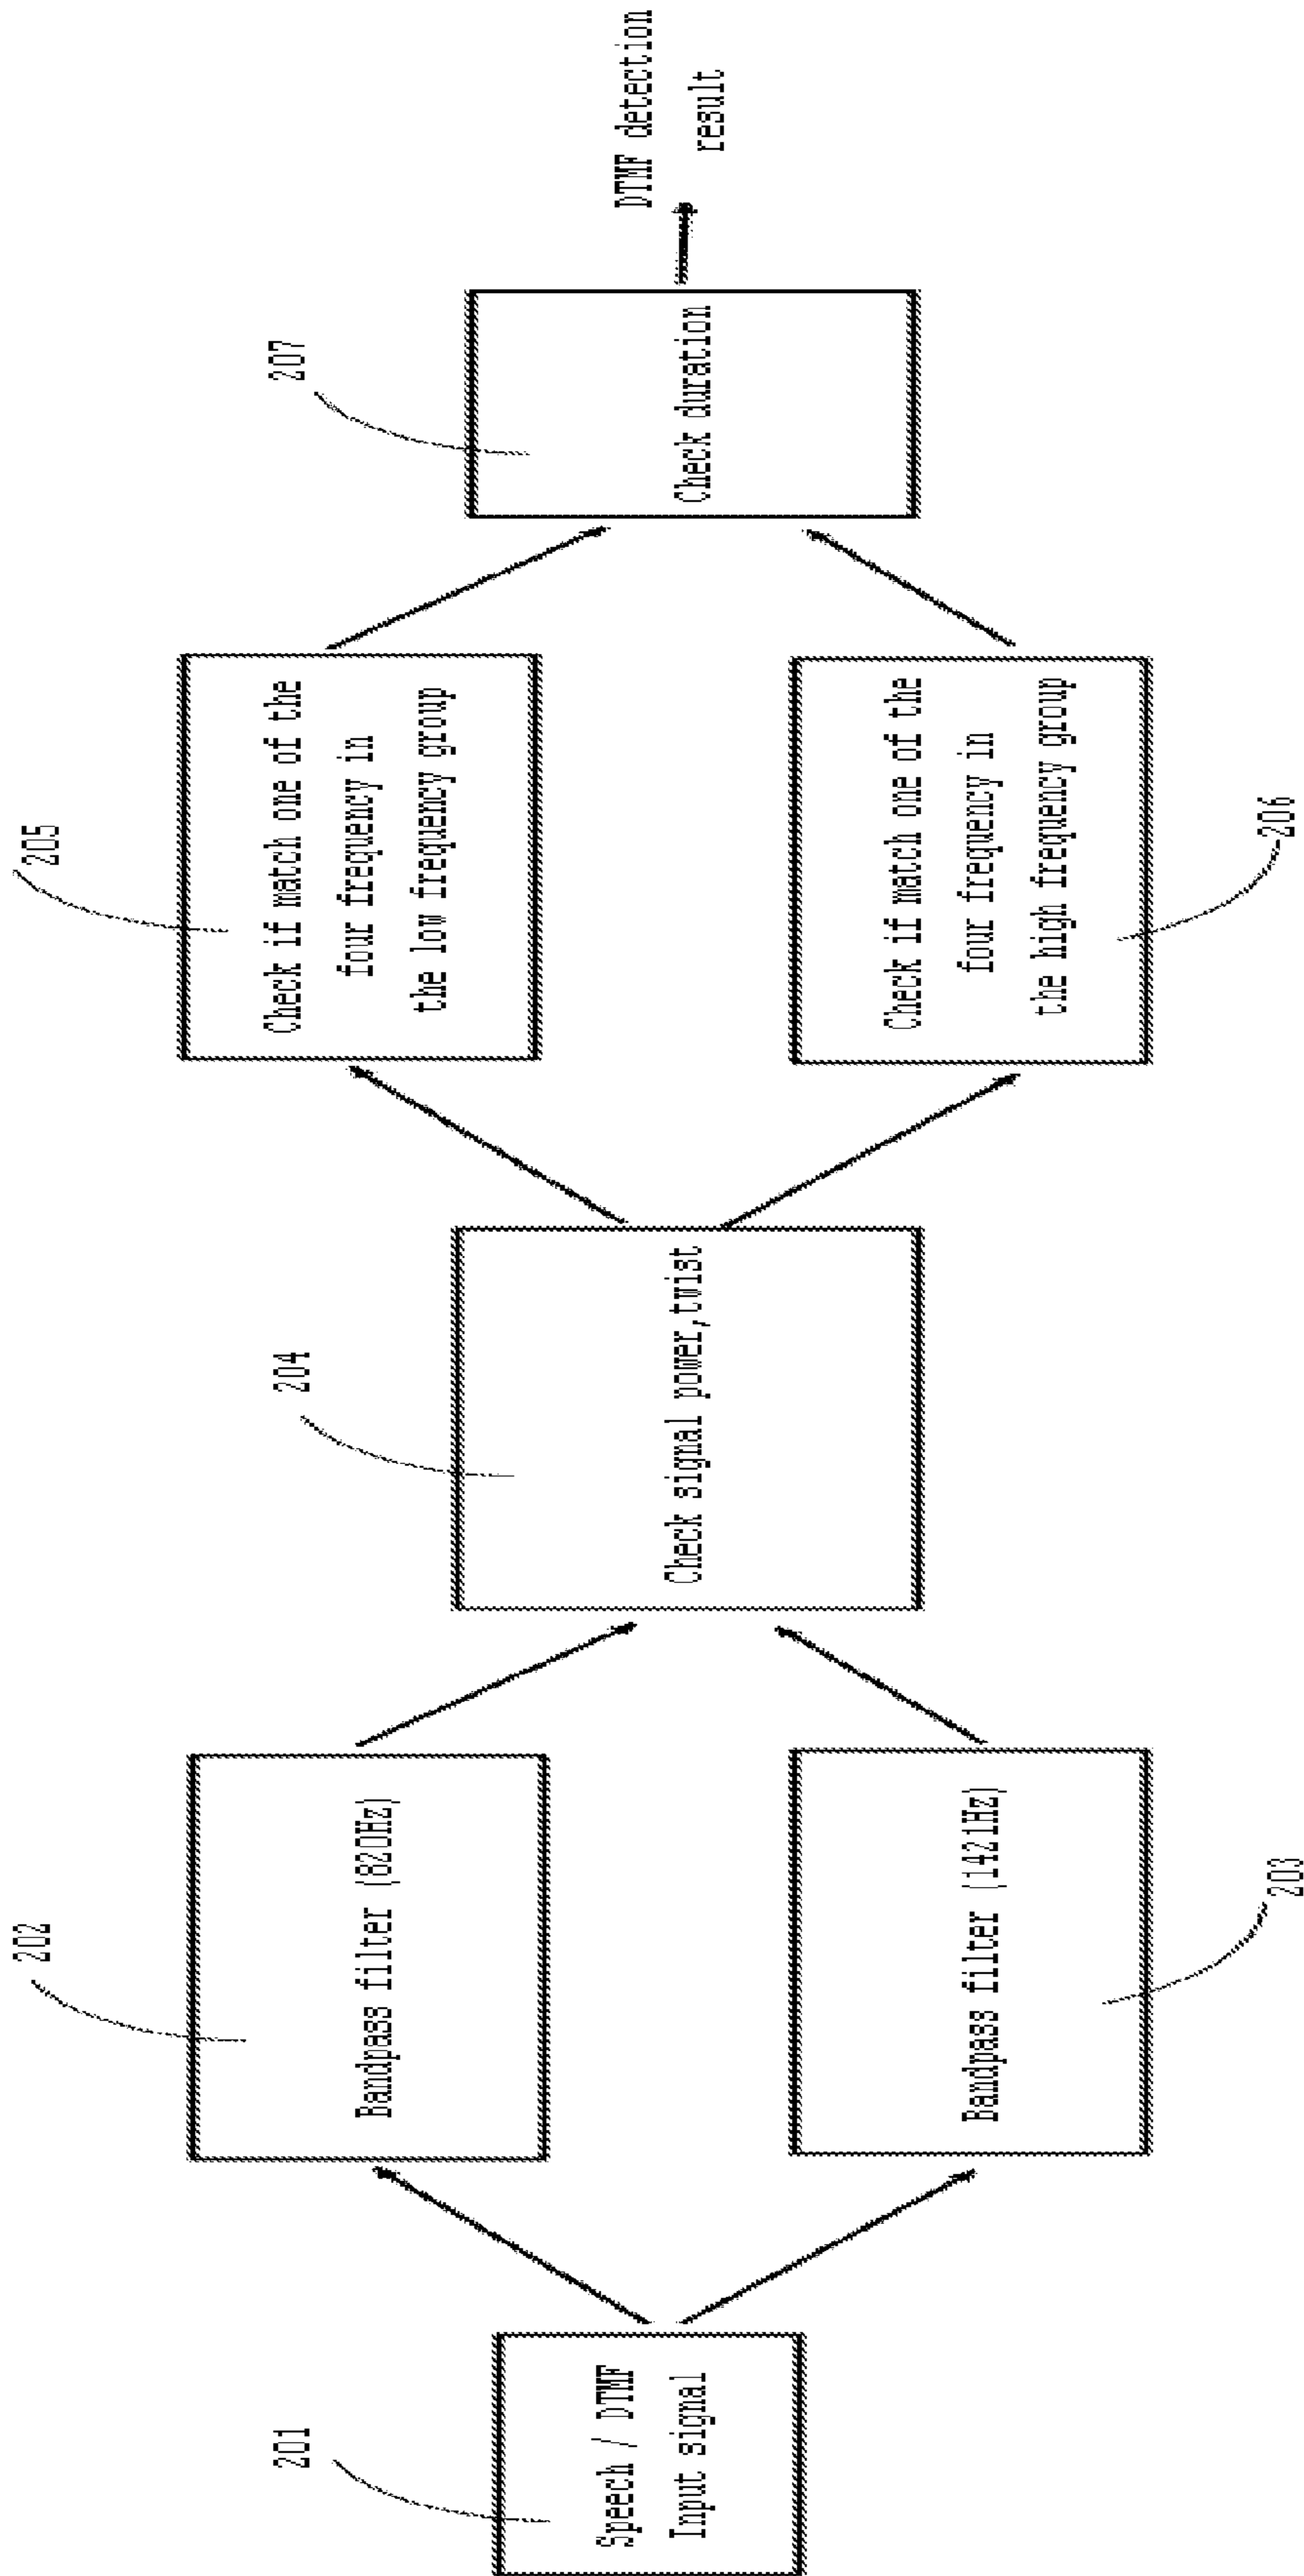 201
Speech / DTMF
Input signal
202
Bandpass filter (820Hz)
203
Bandpass filter (1421Hz)
204
Check signal power,twist
205
Check if match one of the
four frequency in
the low frequency group
206
Check if match one of the
four frequency in
the high frequency group
207
Check duration
DTMF detection
result